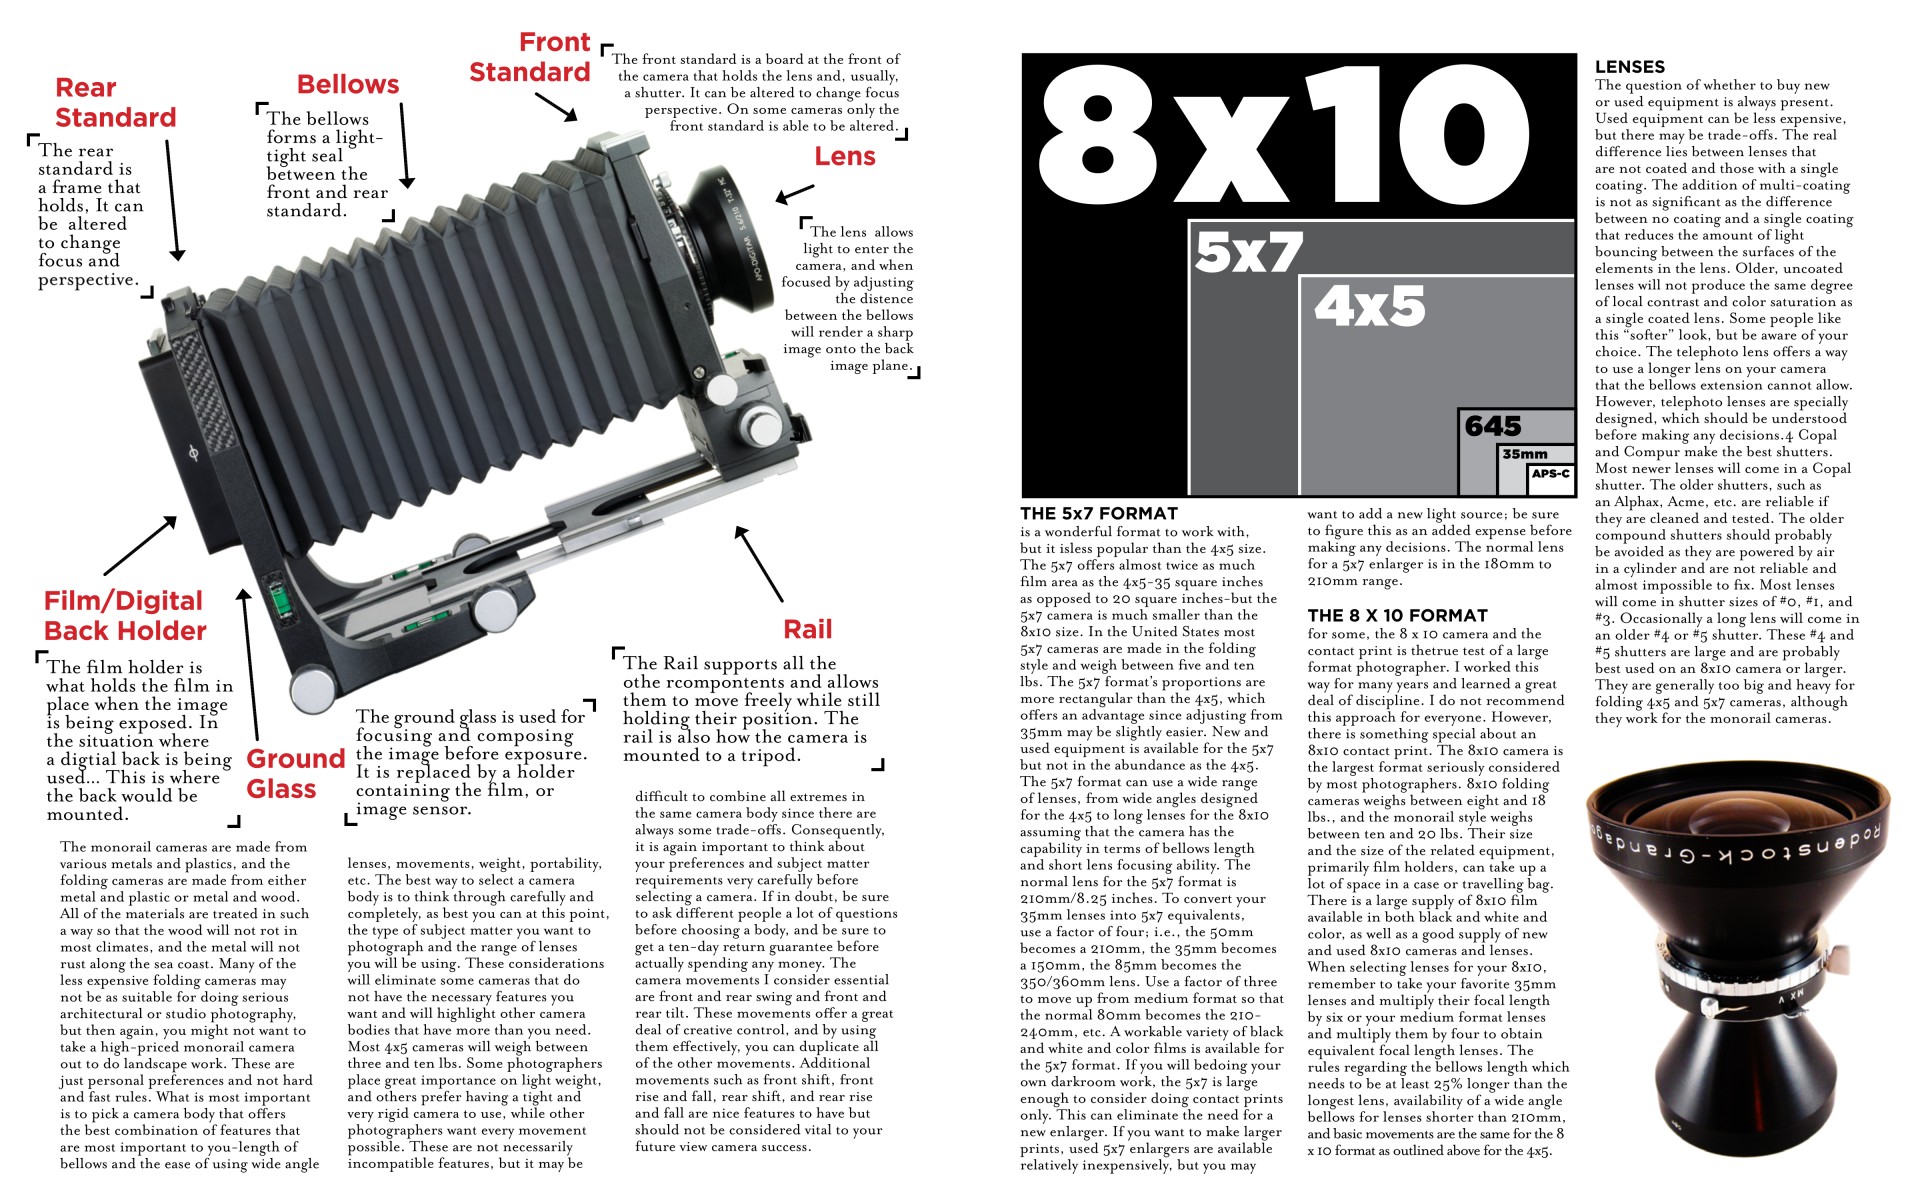 Rear
Standard
The rear
standard is
a frame that
holds, It can
be altered
to change
focus and
perspective.
Bellows
The bellows
forms a light-
tight seal
between the
front and rear
standard.
Front
Standard
The front standard is a board at the front of
the camera that holds the lens and, usually,
a shutter. It can be altered to change focus
perspective. On some cameras only the
front standard is able to be altered.
Lens
The lens allows
light to enter the
camera, and when
focused by adjusting
the distence
between the bellows
will render a sharp
image onto the back
image plane.
APO-DIGITAR 5.6/210
Film/Digital
Back Holder
The film holder is
what holds the film in
place when the image
is being exposed. In
the situation where
a digtial back is being
used... This is where
the back would be
mounted.
Ground
Glass
The ground glass is used for
focusing and composing
the image before exposure.
It is replaced by a holder
containing the film, or
image sensor.
Rail
The Rail supports all the
othe rcompontents and allows
them to move freely while still
holding their position. The
rail is also how the camera is
mounted to a tripod.
The monorail cameras are made from
various metals and plastics, and the
folding cameras are made from either
metal and plastic or metal and wood.
All of the materials are treated in such
a way so that the wood will not rot in
most climates, and the metal will not
rust along the sea coast. Many of the
less expensive folding cameras may
not be as suitable for doing serious
architectural or studio photography,
but then again, you might not want to
take a high-priced monorail camera
out to do landscape work. These are
just personal preferences and not hard
and fast rules. What is most important
is to pick a camera body that offers
the best combination of features that
are most important to you-length of
bellows and the ease of using wide angle
lenses, movements, weight, portability,
etc. The best way to select a camera
body is to think through carefully and
completely, as best you can at this point,
the type of subject matter you want to
photograph and the range of lenses
you will be using. These considerations
will eliminate some cameras that do
not have the necessary features you
want and will highlight other camera
bodies that have more than you need.
Most 4x5 cameras will weigh between
three and ten lbs. Some photographers
place great importance on light weight,
and others prefer having a tight and
very rigid camera to use, while other
photographers want every movement
possible. These are not necessarily
incompatible features, but it may be
difficult to combine all extremes in
the same camera body since there are
always some trade-offs. Consequently,
it is again important to think about
your preferences and subject matter
requirements very carefully before
selecting a camera. If in doubt, be sure
to ask different people a lot of questions
before choosing a body, and be sure to
get a ten-day return guarantee before
actually spending any money. The
camera movements I consider essential
are front and rear swing and front and
rear tilt. These movements offer a great
deal of creative control, and by using
them effectively, you can duplicate all
of the other movements. Additional
movements such as front shift, front
rise and fall, rear shift, and rear rise
and fall are nice features to have but
should not be considered vital to your
future view camera success.
8x10
5x7
4x5
645
35mm
APS-C
THE 5x7 FORMAT
is a wonderful format to work with,
but it isless popular than the 4x5 size.
The 5x7 offers almost twice as much
film area as the 4x5-35 square inches
as opposed to 20 square inches-but the
5x7 camera is much smaller than the
8x10 size. In the United States most
5x7 cameras are made in the folding
style and weigh between five and ten
lbs. The 5x7 format's proportions are
more rectangular than the 4x5, which
offers an advantage since adjusting from
35mm may be slightly easier. New and
used equipment is available for the 5x7
but not in the abundance as the 4x5.
The 5x7 format can use a wide range
of lenses, from wide angles designed
for the 4x5 to long lenses for the 8x10
assuming that the camera has the
capability in terms of bellows length
and short lens focusing ability. The
normal lens for the 5x7 format is
210mm/8.25 inches. To convert your
35mm lenses into 5x7 equivalents,
use a factor of four; i.e., the 50mm
becomes a 210mm, the 35mm becomes
a 150mm, the 85mm becomes the
350/360mm lens. Use a factor of three
to move up from medium format so that
the normal 80mm becomes the 210-
240mm, etc. A workable variety of black
and white and color films is available for
the 5x7 format. If you will bedoing your
own darkroom work, the 5x7 is large
enough to consider doing contact prints
only. This can eliminate the need for a
new enlarger. If you want to make larger
prints, used 5x7 enlargers are available
relatively inexpensively, but you may
want to add a new light source; be sure
to figure this as an added expense before
making any decisions. The normal lens
for a 5x7 enlarger is in the 180mm to
210mm range.
THE 8 X 10 FORMAT
for some, the 8 x 10 camera and the
contact print is thetrue test of a large
format photographer. I worked this
way for many years and learned a great
deal of discipline. I do not recommend
this approach for everyone. However,
there is something special about an
8x10 contact print. The 8x10 camera is
the largest format seriously considered
by most photographers. 8x10 folding
cameras weighs between eight and 18
lbs., and the monorail style weighs
between ten and 20 lbs. Their size
and the size of the related equipment,
primarily film holders, can take up a
lot of space in a case or travelling bag.
There is a large supply of 8x10 film
available in both black and white and
color, as well as a good supply of new
and used 8x10 cameras and lenses.
When selecting lenses for your 8x10,
remember to take your favorite 35mm
lenses and multiply their focal length
by six or your medium format lenses
and multiply them by four to obtain
equivalent focal length lenses. The
rules regarding the bellows length which
needs to be at least 25% longer than the
longest lens, availability of a wide angle
bellows for lenses shorter than 210mm,
and basic movements are the same for the 8
x 10 format as outlined above for the 4x5.
LENSES
The question of whether to buy new
or used equipment is always present.
Used equipment can be less expensive,
but there may be trade-offs. The real
difference lies between lenses that
are not coated and those with a single
coating. The addition of multi-coating
is not as significant as the difference
between no coating and a single coating
that reduces the amount of light
bouncing between the surfaces of the
elements in the lens. Older, uncoated
lenses will not produce the same degree
of local contrast and color saturation as
a single coated lens. Some people like
this “softer” look, but be aware of your
choice. The telephoto lens offers a way
to use a longer lens on your camera
that the bellows extension cannot allow.
However, telephoto lenses are specially
designed, which should be understood
before making any decisions.4 Copal
and Compur make the best shutters.
Most newer lenses will come in a Copal
shutter. The older shutters, such as
an Alphax, Acme, etc. are reliable if
they are cleaned and tested. The older
compound shutters should probably
be avoided as they are powered by air
in a cylinder and are not reliable and
almost impossible to fix. Most lenses
will come in shutter sizes of #0, #1, and
#3. Occasionally a long lens will come in
an older #4 or #5 shutter. These #4 and
#5 shutters are large and are probably
best used on an 8x10 camera or larger.
They are generally too big and heavy for
folding 4x5 and 5x7 cameras, although
they work for the monorail cameras.
Rodenstock-Grandago
MX V